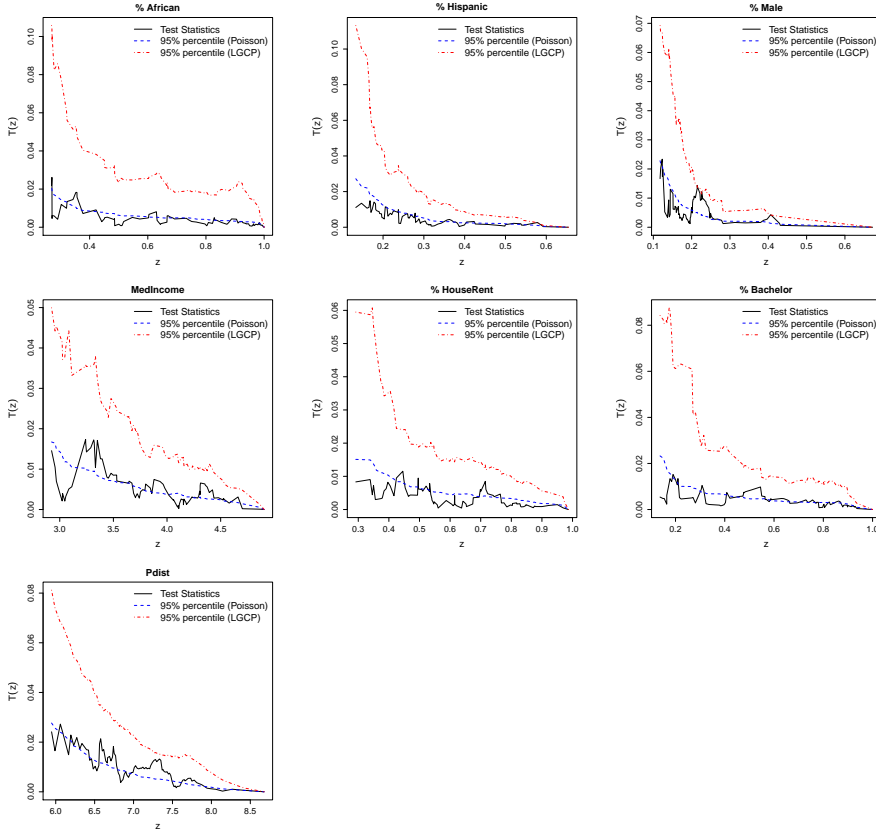 % African
Test Statistics
95% percentile (Poisson)
95% percentile (LGCP)
T(z)
0.00 0.02 0.04 0.06 0.08 0.10
0.4 0.6 0.8 1.0
z
% Hispanic
Test Statistics
95% percentile (Poisson)
95% percentile (LGCP)
T(z)
0.00 0.02 0.04 0.06 0.08 0.10
0.2 0.3 0.4 0.5 0.6
z
% Male
Test Statistics
95% percentile (Poisson)
95% percentile (LGCP)
T(z)
0.00 0.01 0.02 0.03 0.04 0.05 0.06 0.07
0.1 0.2 0.3 0.4 0.5 0.6
z
MedIncome
Test Statistics
95% percentile (Poisson)
95% percentile (LGCP)
T(z)
0.00 0.01 0.02 0.03 0.04 0.05
3.0 3.5 4.0 4.5
z
% HouseRent
Test Statistics
95% percentile (Poisson)
95% percentile (LGCP)
T(z)
0.00 0.01 0.02 0.03 0.04 0.05 0.06
0.3 0.4 0.5 0.6 0.7 0.8 0.9 1.0
z
% Bachelor
Test Statistics
95% percentile (Poisson)
95% percentile (LGCP)
T(z)
0.00 0.02 0.04 0.06 0.08
0.2 0.4 0.6 0.8 1.0
z
Pdist
Test Statistics
95% percentile (Poisson)
95% percentile (LGCP)
T(z)
0.00 0.02 0.04 0.06 0.08
6.0 6.5 7.0 7.5 8.0 8.5
z